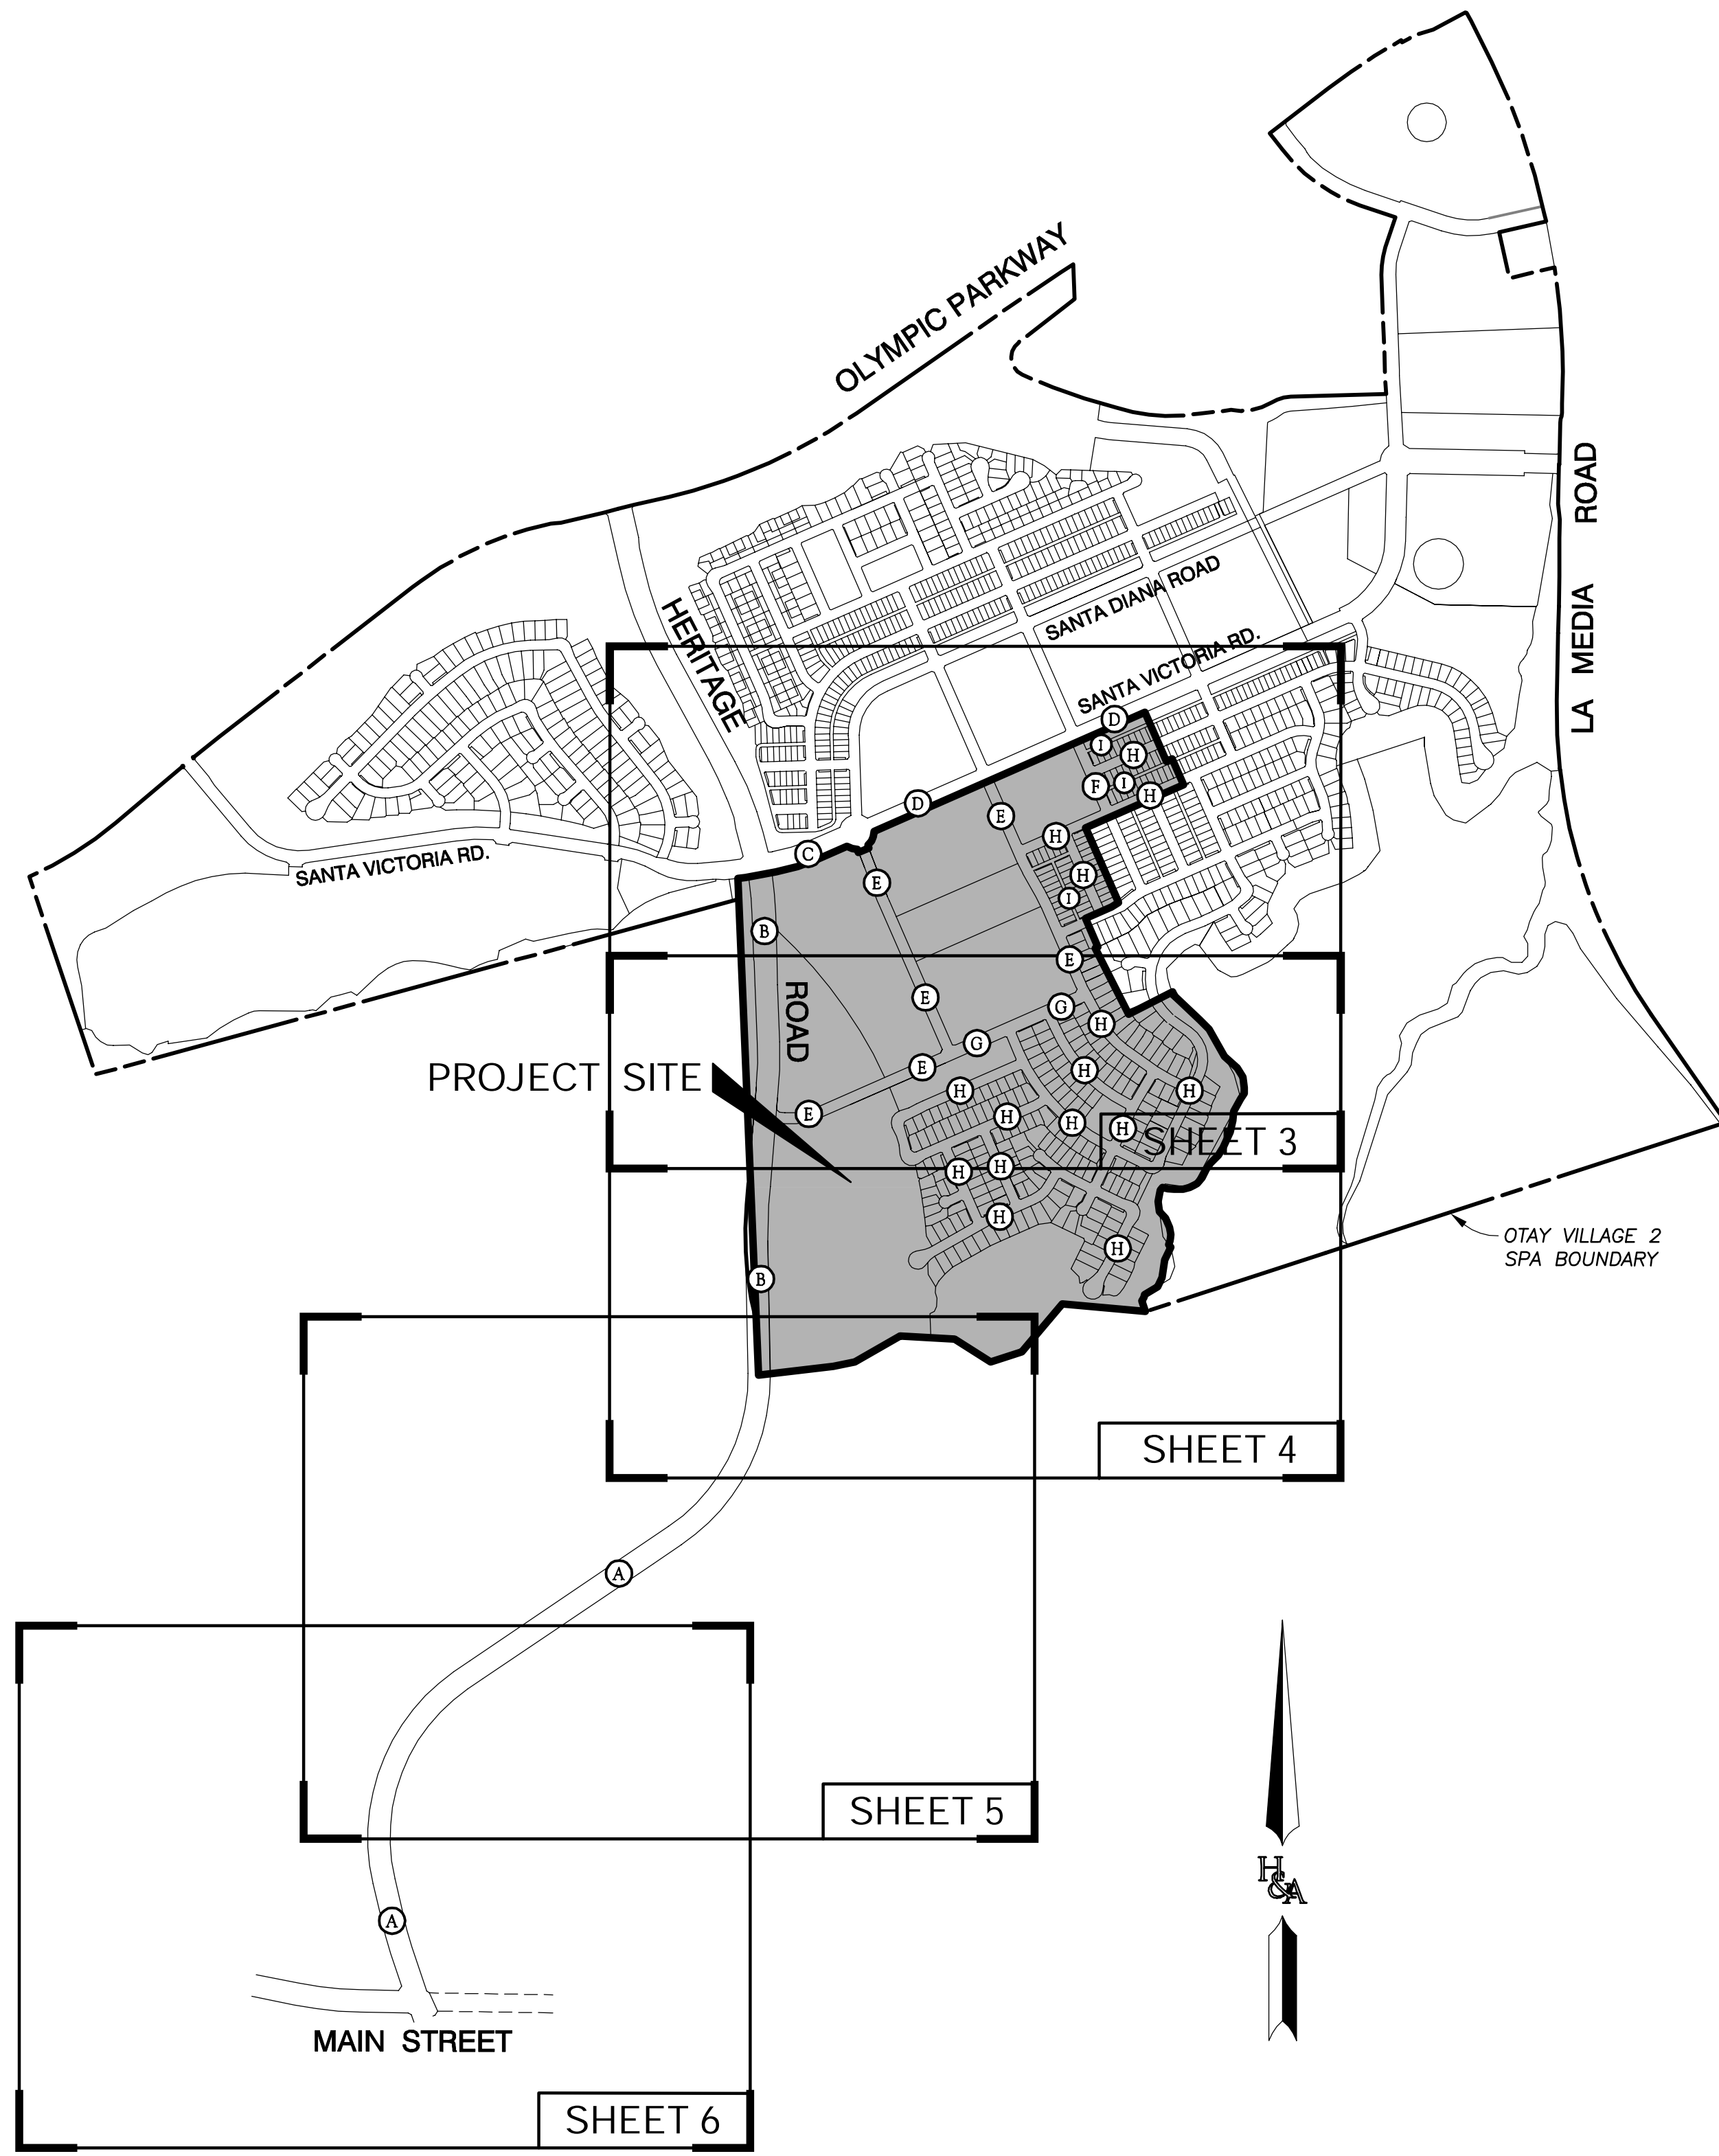 OLYMPIC PARKWAY
LA MEDIA ROAD
HERITAGE
SANTA DIANA ROAD
SANTA VICTORIA RD.
D
I
H
F
I
H
D
E
H
C
SANTA VICTORIA RD.
E
H
I
B
E
ROAD
E
G
H
G
E
H
PROJECT SITE
H
H
E
H
H
H
SHEET 3
H
H
H
H
B
OTAY VILLAGE 2
SPA BOUNDARY
SHEET 4
A
SHEET 5
H&A
A
MAIN STREET
SHEET 6